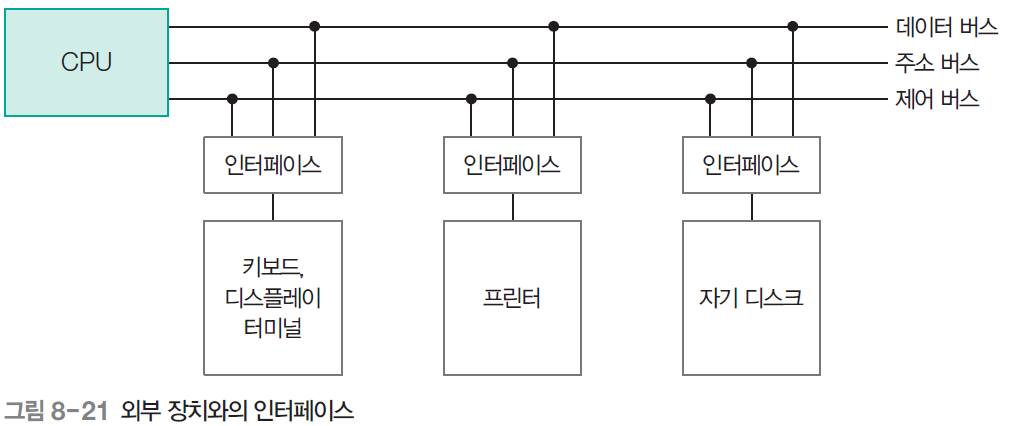 CPU
데이터 버스
주소 버스
제어 버스
인터페이스
인터페이스
인터페이스
키보드,
디스플레이
터미널
프린터
자기 디스크
그림 8-21 외부 장치와의 인터페이스